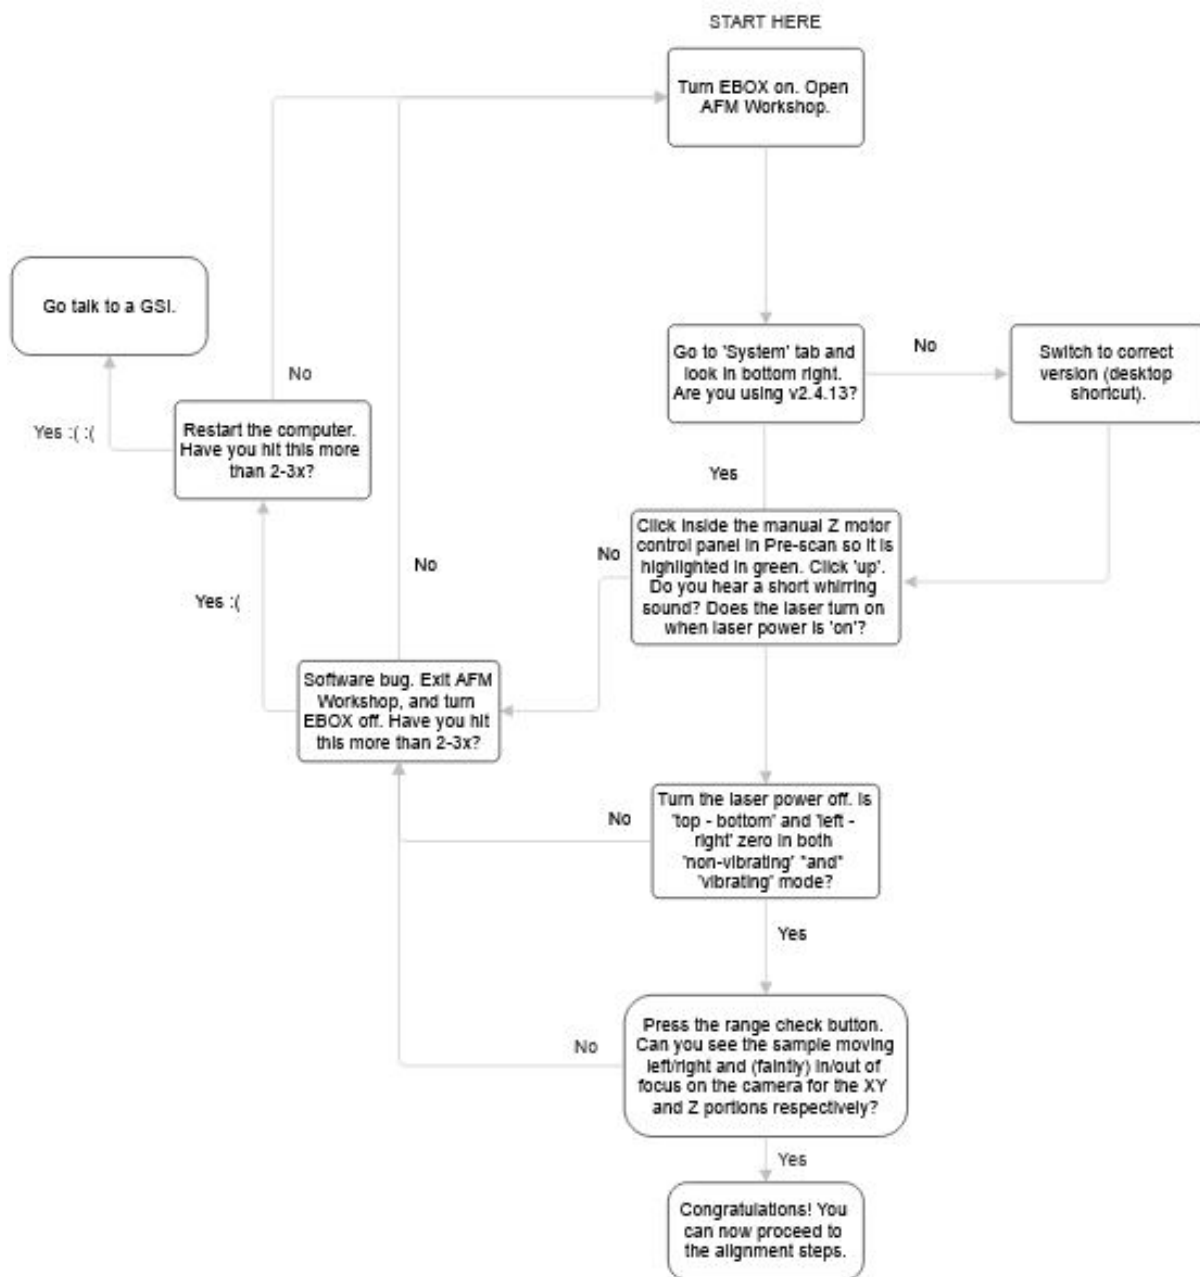 START HERE
Turn EBOX on. Open
AFM Workshop.
Go talk to a GSI.
Go to 'System' tab and
look in bottom right.
Are you using v2.4.13?
No
Switch to correct
version (desktop
shortcut).
No
Yes :( :(
Restart the computer.
Have you hit this more
than 2-3x?
Yes
Click inside the manual Z motor
control panel in Pre-scan so it is
highlighted in green. Click 'up'.
Do you hear a short whirring
sound? Does the laser turn on
when laser power is 'on'?
No
No
Yes :(
Software bug. Exit AFM
Workshop, and turn
EBOX off. Have you hit
this more than 2-3x?
Turn the laser power off. Is
'top - bottom' and 'left -
right' zero in both
'non-vibrating' *and*
'vibrating' mode?
No
Yes
Press the range check button.
Can you see the sample moving
left/right and (faintly) in/out of
focus on the camera for the XY
and Z portions respectively?
No
Yes
Congratulations! You
can now proceed to
the alignment steps.